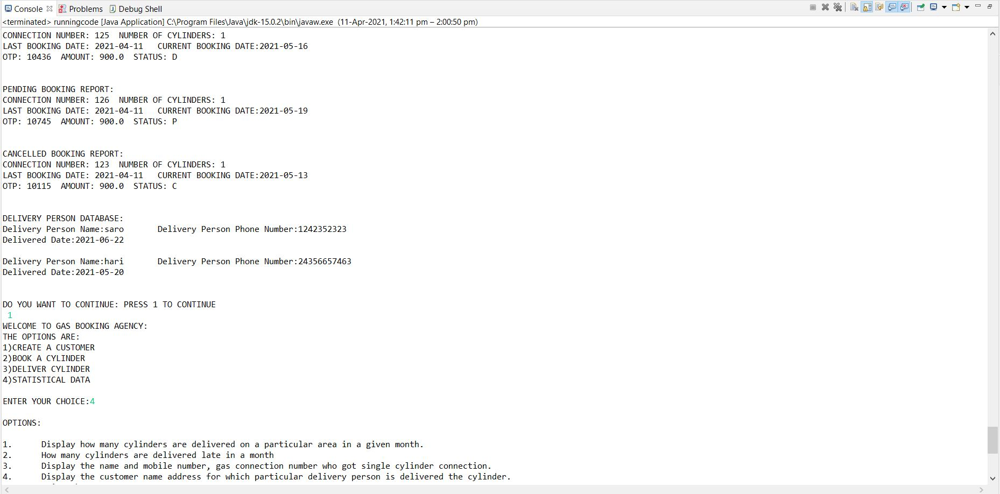 Console Problems Debug Shell
<terminated> runningcode [Java Application] C:\Program Files\Java\jdk-15.0.2\bin\javaw.exe (11-Apr-2021, 1:42:11 pm – 2:00:50 pm)
CONNECTION NUMBER: 125 NUMBER OF CYLINDERS: 1
LAST BOOKING DATE: 2021-04-11 CURRENT BOOKING DATE:2021-05-16
OTP: 10436 AMOUNT: 900.0 STATUS: D
PENDING BOOKING REPORT:
CONNECTION NUMBER: 126 NUMBER OF CYLINDERS: 1
LAST BOOKING DATE: 2021-04-11 CURRENT BOOKING DATE:2021-05-19
OTP: 10745 AMOUNT: 900.0 STATUS: P
CANCELLED BOOKING REPORT:
CONNECTION NUMBER: 123 NUMBER OF CYLINDERS: 1
LAST BOOKING DATE: 2021-04-11 CURRENT BOOKING DATE:2021-05-13
OTP: 10115 AMOUNT: 900.0 STATUS: C
DELIVERY PERSON DATABASE:
Delivery Person Name:saro Delivery Person Phone Number:1242352323
Delivered Date:2021-06-22
Delivery Person Name:hari Delivery Person Phone Number:24356657463
Delivered Date:2021-05-20
DO YOU WANT TO CONTINUE: PRESS 1 TO CONTINUE
1
WELCOME TO GAS BOOKING AGENCY:
THE OPTIONS ARE:
1)CREATE A CUSTOMER
2)BOOK A CYLINDER
3)DELIVER CYLINDER
4)STATISTICAL DATA
ENTER YOUR CHOICE:4
OPTIONS:
1. Display how many cylinders are delivered on a particular area in a given month.
2. How many cylinders are delivered late in a month
3. Display the name and mobile number, gas connection number who got single cylinder connection.
4. Display the customer name address for which particular delivery person is delivered the cylinder.